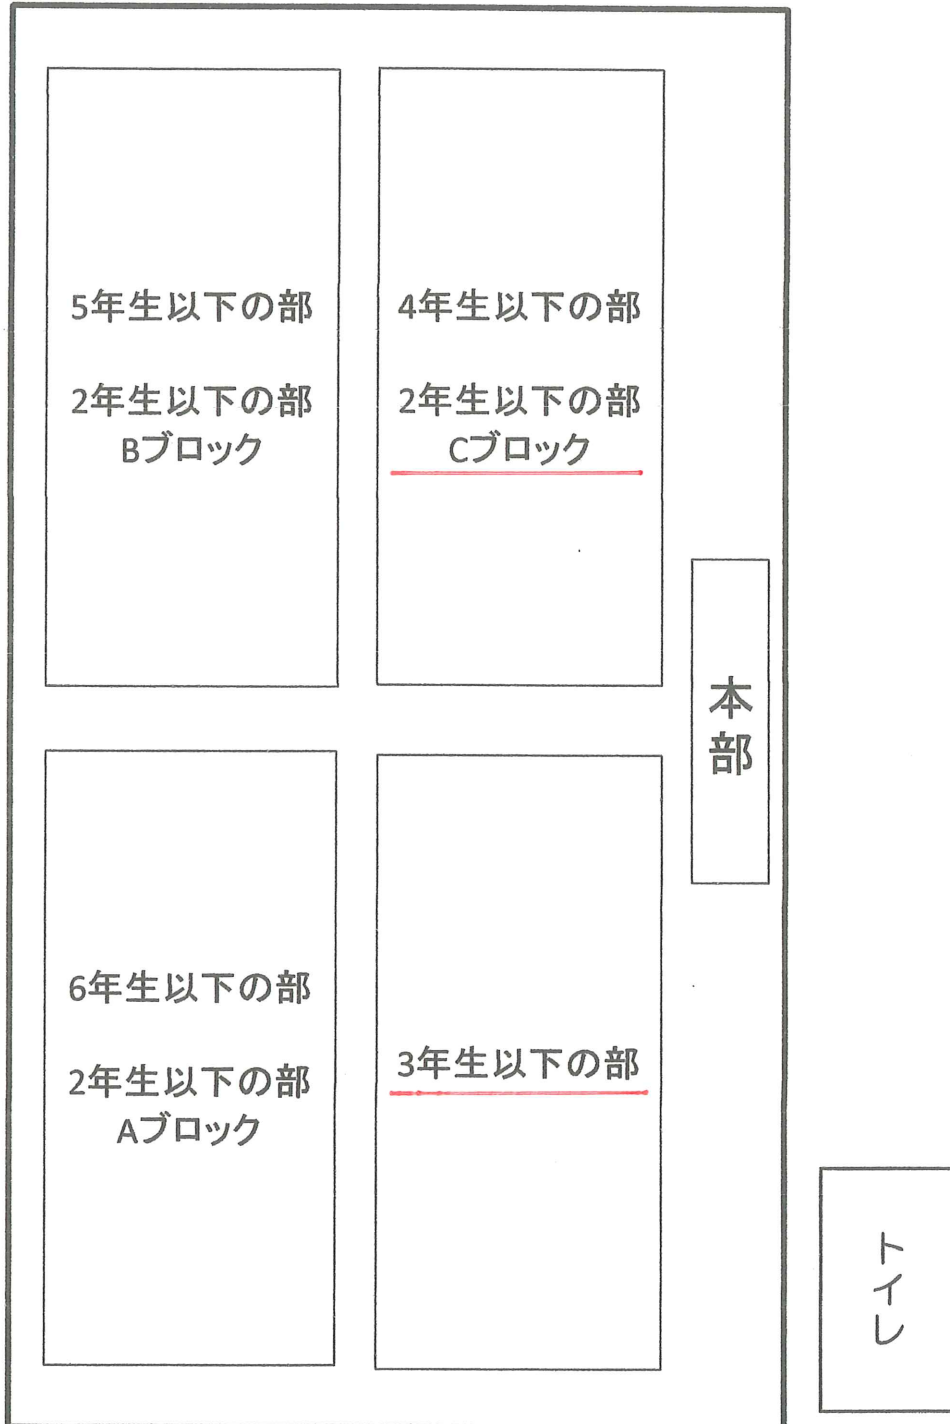 5年生以下の部
2年生以下の部
Bブロック
4年生以下の部
2年生以下の部
Cブロック
本部
6年生以下の部
2年生以下の部
Aブロック
3年生以下の部
トイレ